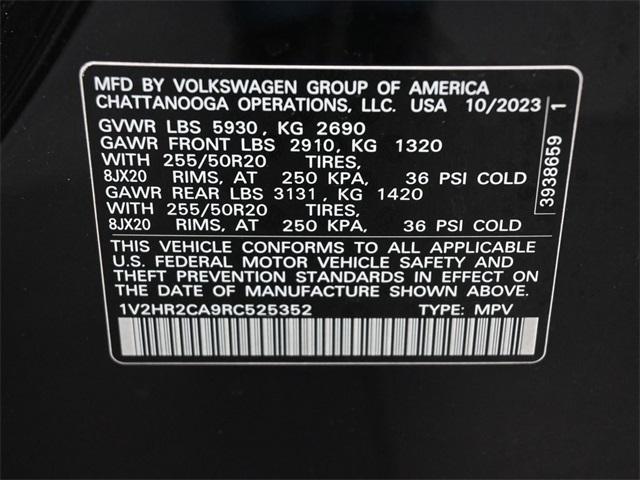 MFD BY VOLKSWAGEN GROUP OF AMERICA
CHATTANOOGA OPERATIONS, LLC. USA 10/2023
GVWR LBS 5930, KG 2690
GAWR FRONT LBS 2910, KG 1320
WITH 255/50R20 TIRES,
8JX20 RIMS, AT 250 KPA, 36 PSI COLD
GAWR REAR LBS 3131, KG 1420
WITH 255/50R20 TIRES,
8JX20 RIMS, AT 250 KPA, 36 PSI COLD
THIS VEHICLE CONFORMS TO ALL APPLICABLE
U.S. FEDERAL MOTOR VEHICLE SAFETY AND
THEFT PREVENTION STANDARDS IN EFFECT ON
THE DATE OF MANUFACTURE SHOWN ABOVE.
1V2HR2CA9RC525352 TYPE: MPV
3938659 1